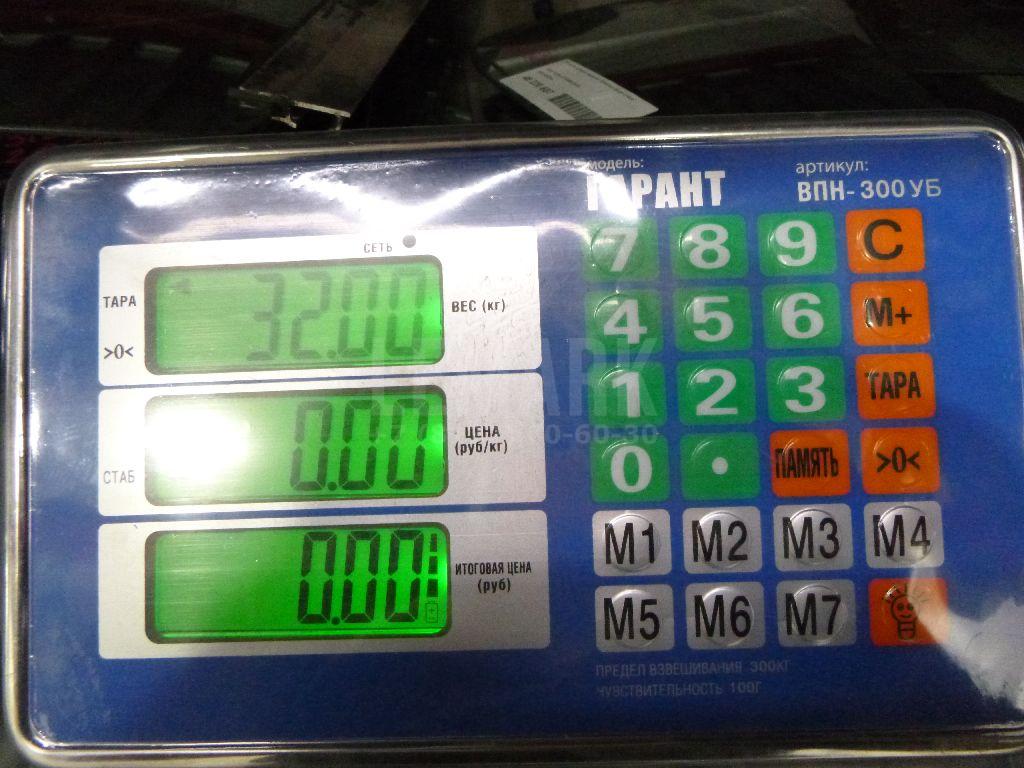 модель:
ГАРАНТ
артикул:
ВПН-300УБ
СЕТЬ
ТАРА
>0<
32.00
ВЕС (кг)
СТАБ
0.00
ЦЕНА
(руб/кг)
0.00
ИТОГОВАЯ ЦЕНА
(руб)
7 8 9 C
4 5 6 M+
1 2 3 ТАРА
0 . ПАМЯТЬ >0<
M1 M2 M3 M4
M5 M6 M7
ПРЕДЕЛ ВЗВЕШИВАНИЯ 300КГ
ЧУВСТВИТЕЛЬНОСТЬ 100Г